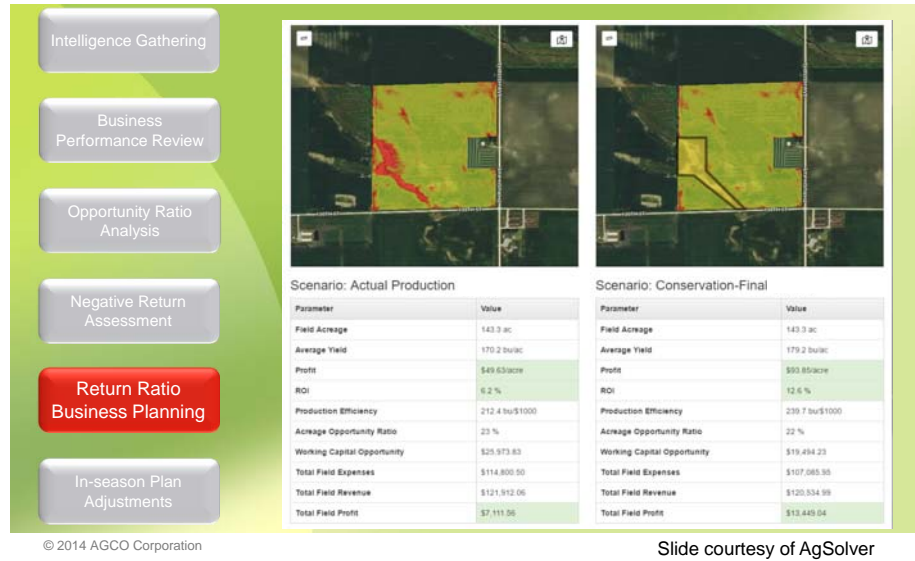 Intelligence Gathering
Business
Performance Review
Opportunity Ratio
Analysis
Negative Return
Assessment
Return Ratio
Business Planning
In-season Plan
Adjustments
Scenario: Actual Production
Parameter Value
Field Acreage 143.3 ac
Average Yield 170.2 bu/ac
Profit $49.63/acre
ROI 6.2 %
Production Efficiency 212.4 bu/$1000
Acreage Opportunity Ratio 23 %
Working Capital Opportunity $25,973.83
Total Field Expenses $114,800.50
Total Field Revenue $121,912.06
Total Field Profit $7,111.56
Scenario: Conservation-Final
Parameter Value
Field Acreage 143.3 ac
Average Yield 179.2 bu/ac
Profit $93.85/acre
ROI 12.6 %
Production Efficiency 239.7 bu/$1000
Acreage Opportunity Ratio 22 %
Working Capital Opportunity $19,494.23
Total Field Expenses $107,085.95
Total Field Revenue $120,534.99
Total Field Profit $13,449.04
© 2014 AGCO Corporation
Slide courtesy of AgSolver